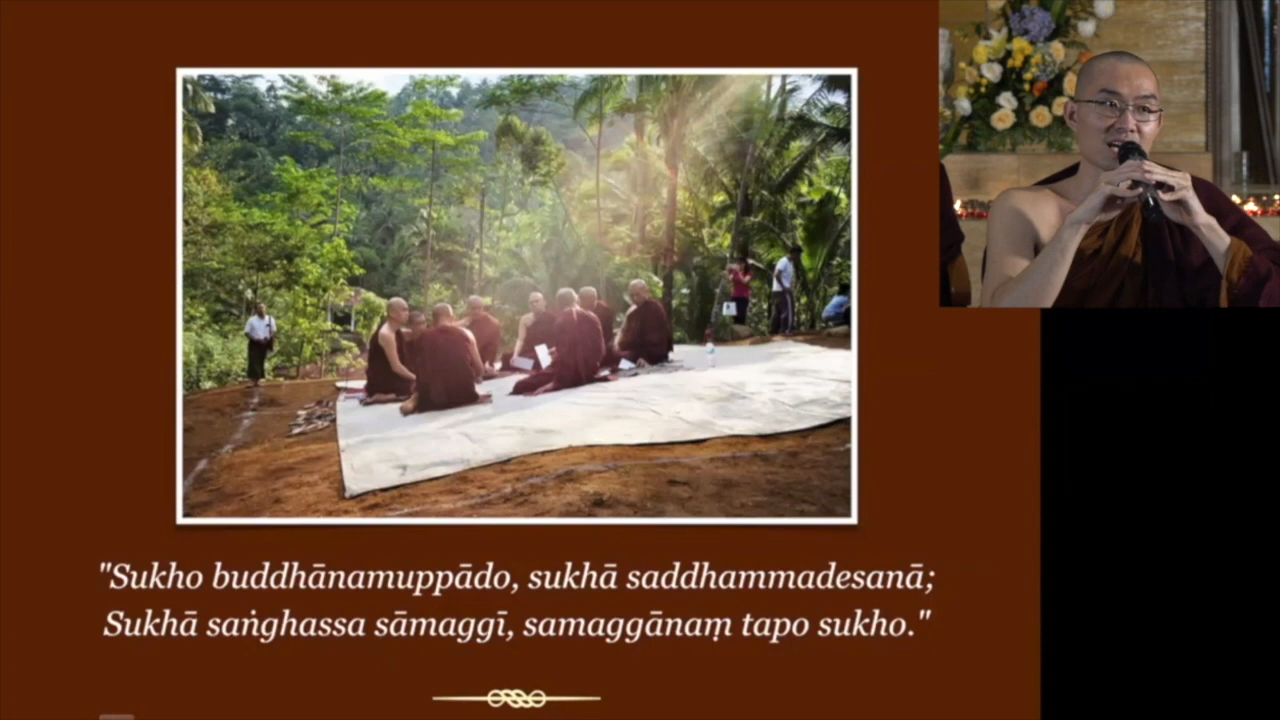 "Sukho buddhānamuppādo, sukhā saddhammadesanā;
Sukhā saṅghassa sāmaggī, samaggānaṃ tapo sukho."